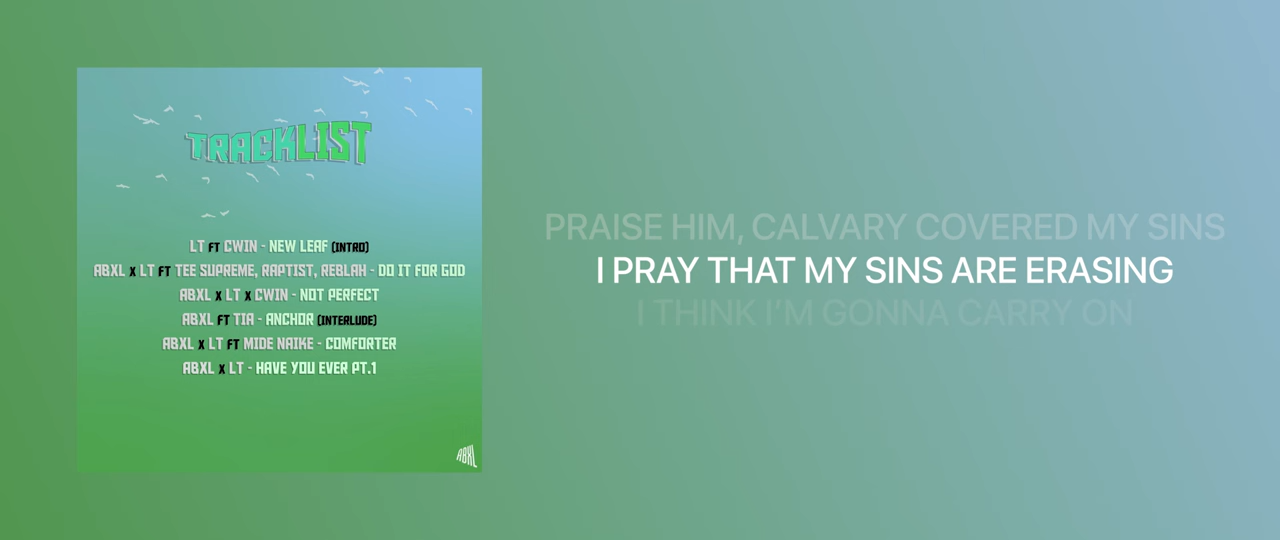 TRACKLIST
LT FT CWIN - NEW LEAF (INTRO)
ABXL X LT FT TEE SUPREME, RAPTIST, REBLAH - DO IT FOR GOD
ABXL X LT X CWIN - NOT PERFECT
ABXL FT TIA - ANCHOR (INTERLUDE)
ABXL X LT FT MIDE NAIKE - COMFORTER
ABXL X LT - HAVE YOU EVER PT.1
ABXL
PRAISE HIM, CALVARY COVERED MY SINS
I PRAY THAT MY SINS ARE ERASING
I THINK I'M GONNA CARRY ON